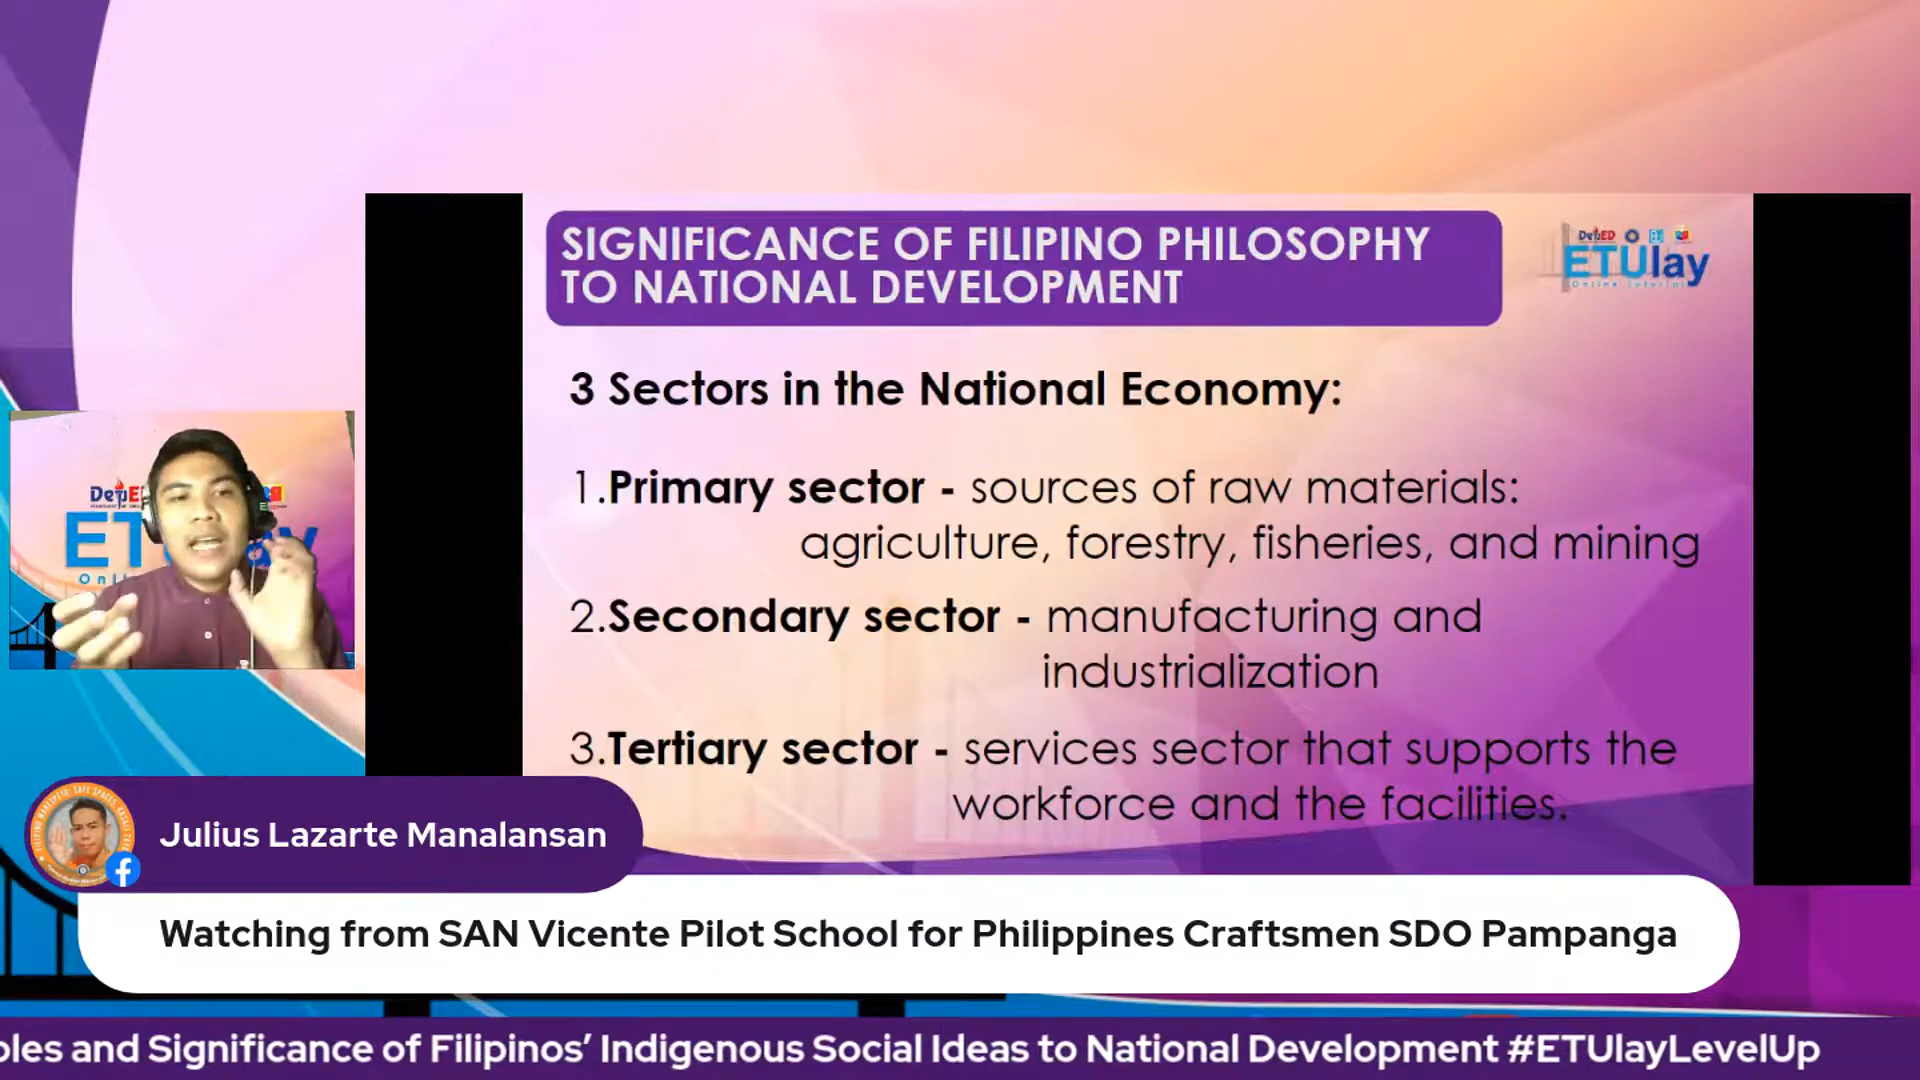 SIGNIFICANCE OF FILIPINO PHILOSOPHY
TO NATIONAL DEVELOPMENT
DepED
ETUlay
Online Tutorial
3 Sectors in the National Economy:
1.Primary sector - sources of raw materials:
agriculture, forestry, fisheries, and mining
2.Secondary sector - manufacturing and
industrialization
3.Tertiary sector - services sector that supports the
workforce and the facilities.
Julius Lazarte Manalansan
Watching from SAN Vicente Pilot School for Philippines Craftsmen SDO Pampanga
and Significance of Filipinos’ Indigenous Social Ideas to National Development #ETUlayLevelUp